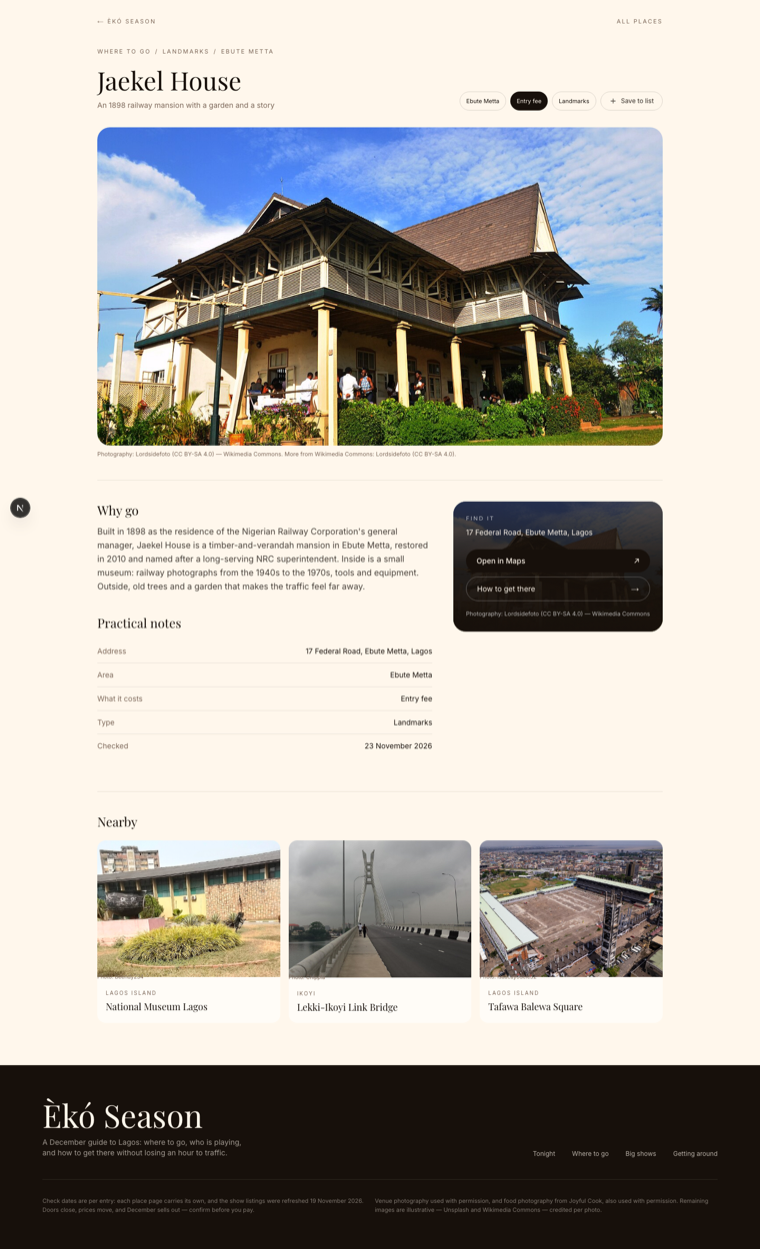 ← ÈKÓ SEASON
ALL PLACES
WHERE TO GO / LANDMARKS / EBUTE METTA
Jaekel House
An 1898 railway mansion with a garden and a story
Ebute Metta
Entry fee
Landmarks
+ Save to list
Photography: Lordsidefoto (CC BY-SA 4.0) — Wikimedia Commons. More from Wikimedia Commons: Lordsidefoto (CC BY-SA 4.0).
N
Why go
Built in 1898 as the residence of the Nigerian Railway Corporation's general
manager, Jaekel House is a timber-and-verandah mansion in Ebute Metta, restored
in 2010 and named after a long-serving NRC superintendent. Inside is a small
museum: railway photographs from the 1940s to the 1970s, tools and equipment.
Outside, old trees and a garden that makes the traffic feel far away.
FIND IT
17 Federal Road, Ebute Metta, Lagos
Open in Maps ↗
How to get there →
Photography: Lordsidefoto (CC BY-SA 4.0) — Wikimedia Commons
Practical notes
Address 17 Federal Road, Ebute Metta, Lagos
Area Ebute Metta
What it costs Entry fee
Type Landmarks
Checked 23 November 2026
Nearby
LAGOS ISLAND
National Museum Lagos
IKOYI
Lekki-Ikoyi Link Bridge
LAGOS ISLAND
Tafawa Balewa Square
Èkó Season
A December guide to Lagos: where to go, who is playing,
and how to get there without losing an hour to traffic.
Tonight
Where to go
Big shows
Getting around
Check dates are per entry: each place page carries its own, and the show listings were refreshed 19 November 2026.
Doors close, prices move, and December sells out — confirm before you pay.
Venue photography used with permission, and food photography from Joyful Cook, also used with permission. Remaining
images are illustrative — Unsplash and Wikimedia Commons — credited per photo.